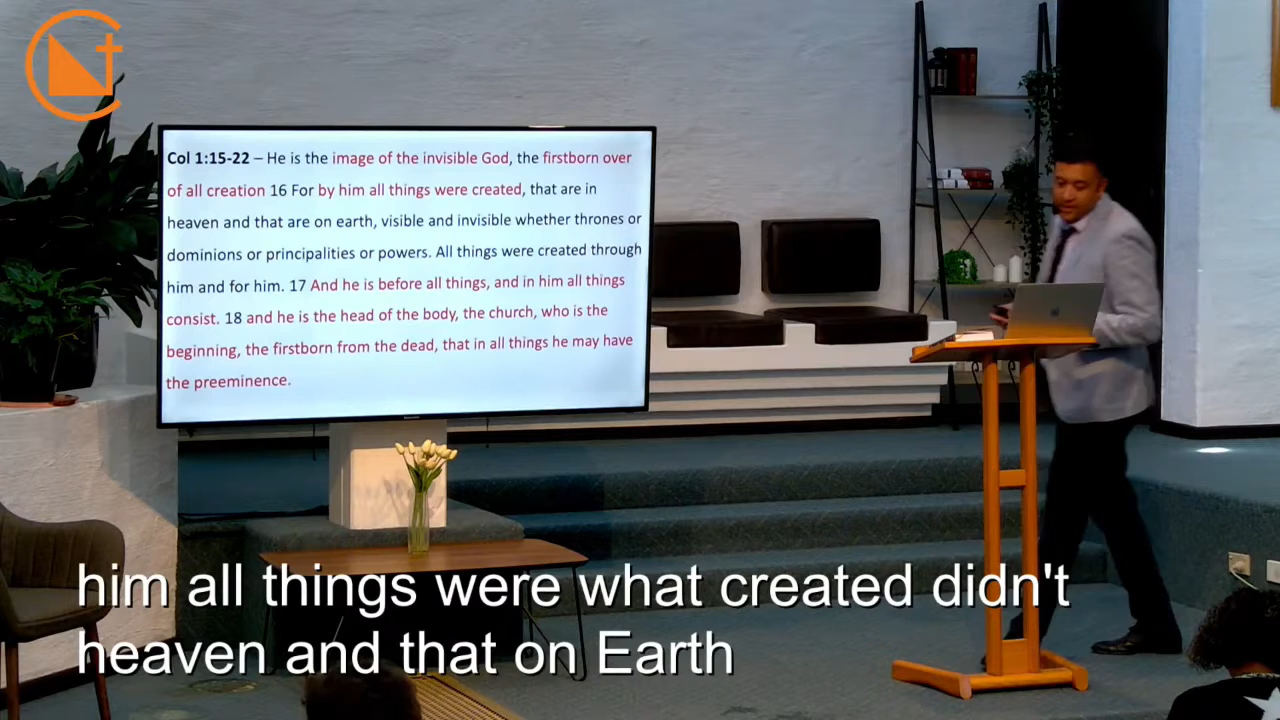 Col 1:15-22 – He is the image of the invisible God, the firstborn over
of all creation 16 For by him all things were created, that are in
heaven and that are on earth, visible and invisible whether thrones or
dominions or principalities or powers. All things were created through
him and for him. 17 And he is before all things, and in him all things
consist. 18 and he is the head of the body, the church, who is the
beginning, the firstborn from the dead, that in all things he may have
the preeminence.
him all things were what created didn't
heaven and that on Earth